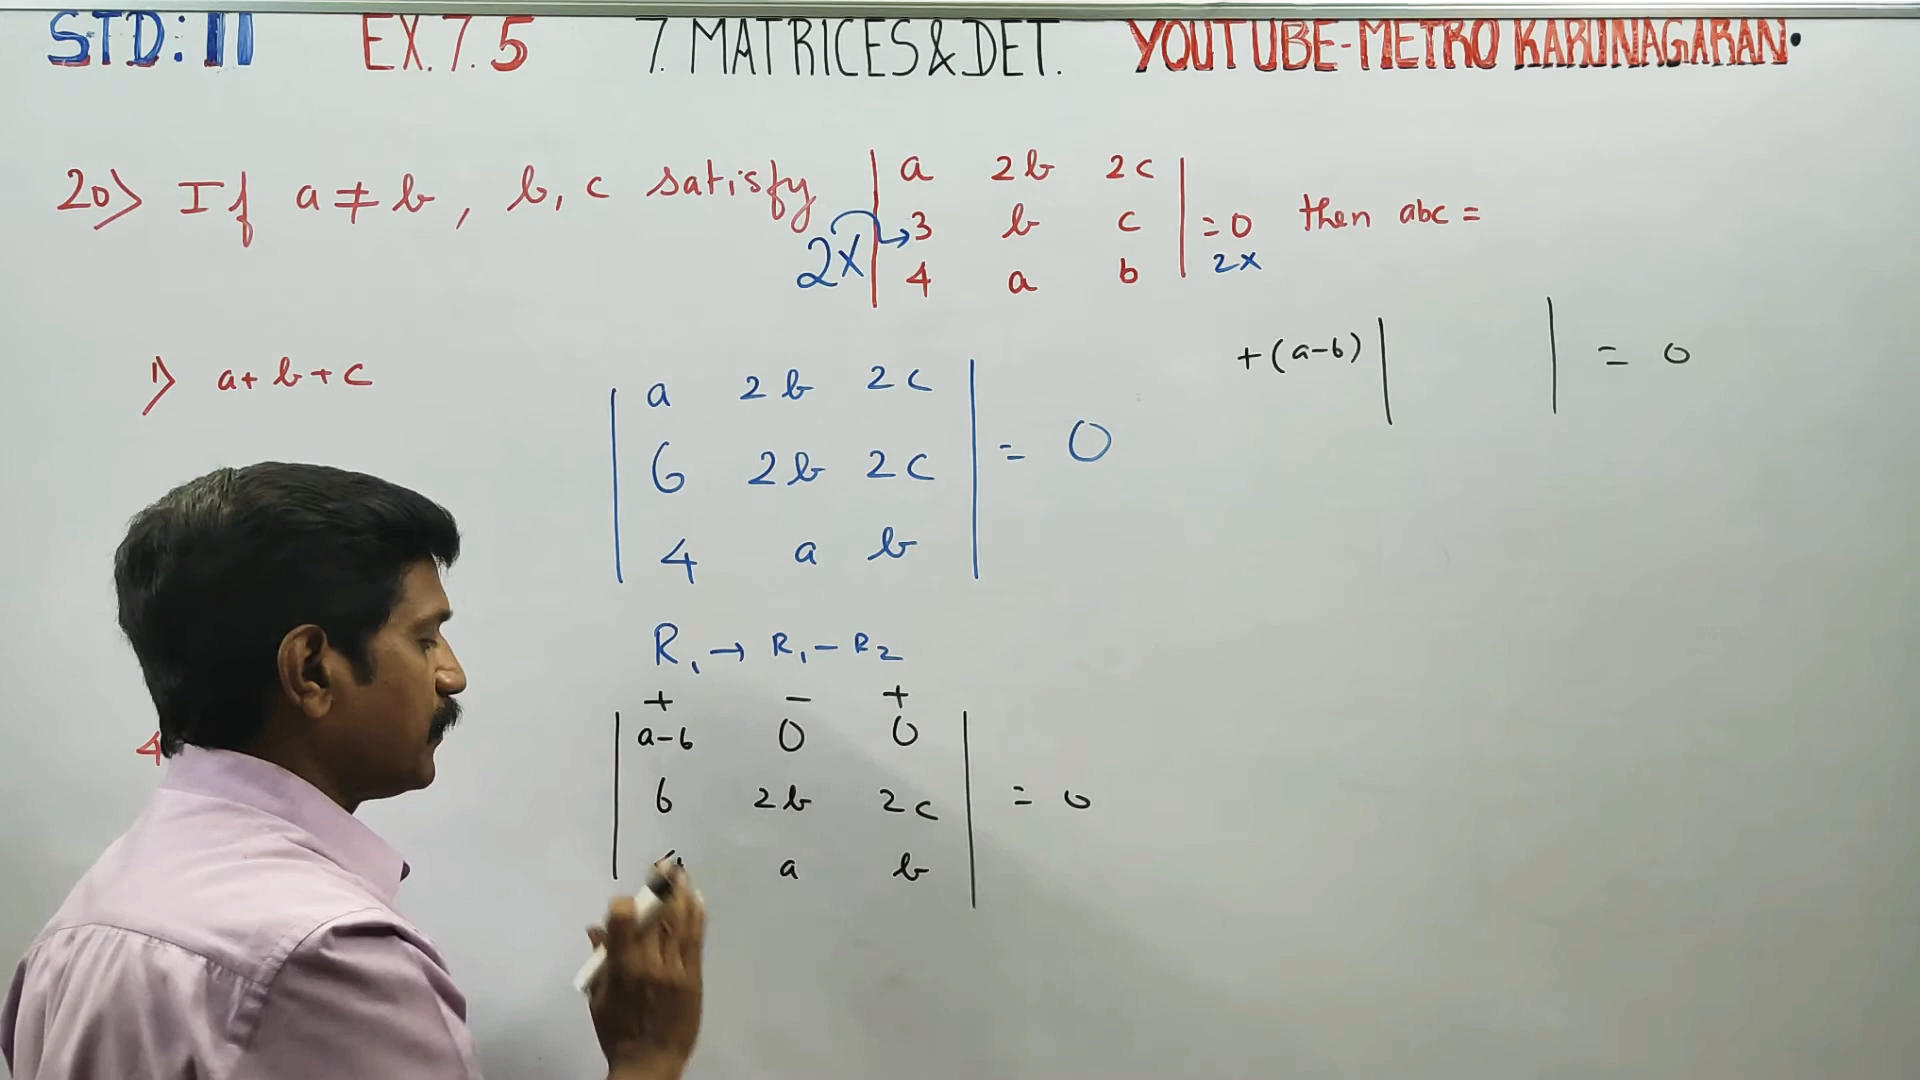 STD: 11 EX. 7.5 7. MATRICES & DET. YOUTUBE-METRO KARUNAGARAN.
20) If a ≠ b, b, c satisfy | a 2b 2c | = 0 then abc =
2x | 3 b c |
| 4 a b | 2x
1) a+b+c
| a 2b 2c |
| 6 2b 2c | = 0
| 4 a b |
R₁ → R₁ - R₂
+ - +
| a-6 0 0 |
| 6 2b 2c | = 0
| a b |
4
+(a-6) | | = 0